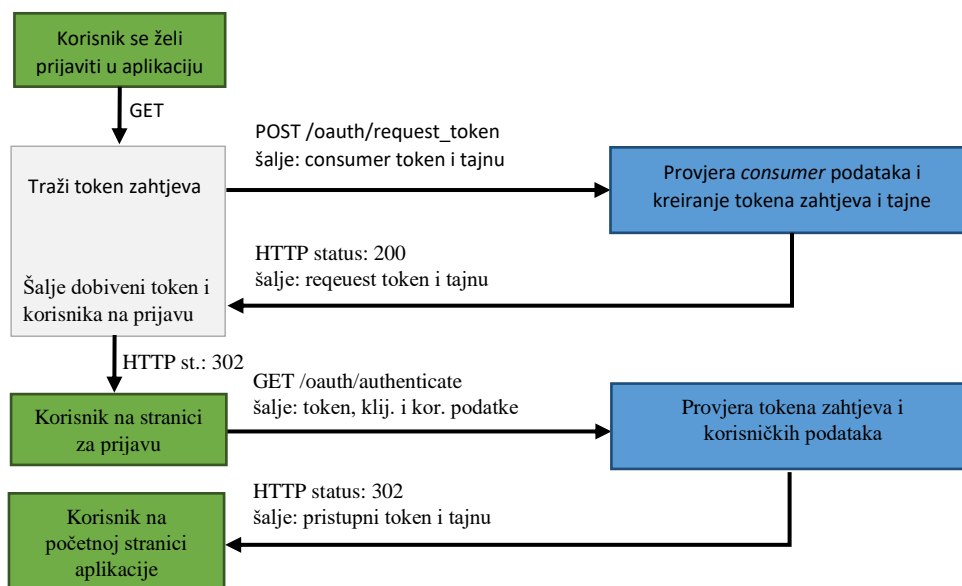 Korisnik se želi
prijaviti u aplikaciju
GET
POST /oauth/request_token
šalje: consumer token i tajnu
Traži token zahtjeva
Provjera consumer podataka i
kreiranje tokena zahtjeva i tajne
HTTP status: 200
šalje: reqeuest token i tajnu
Šalje dobiveni token i
korisnika na prijavu
HTTP st.: 302
GET /oauth/authenticate
šalje: token, klij. i kor. podatke
Korisnik na stranici
za prijavu
Provjera tokena zahtjeva i
korisničkih podataka
HTTP status: 302
šalje: pristupni token i tajnu
Korisnik na
početnoj stranici
aplikacije